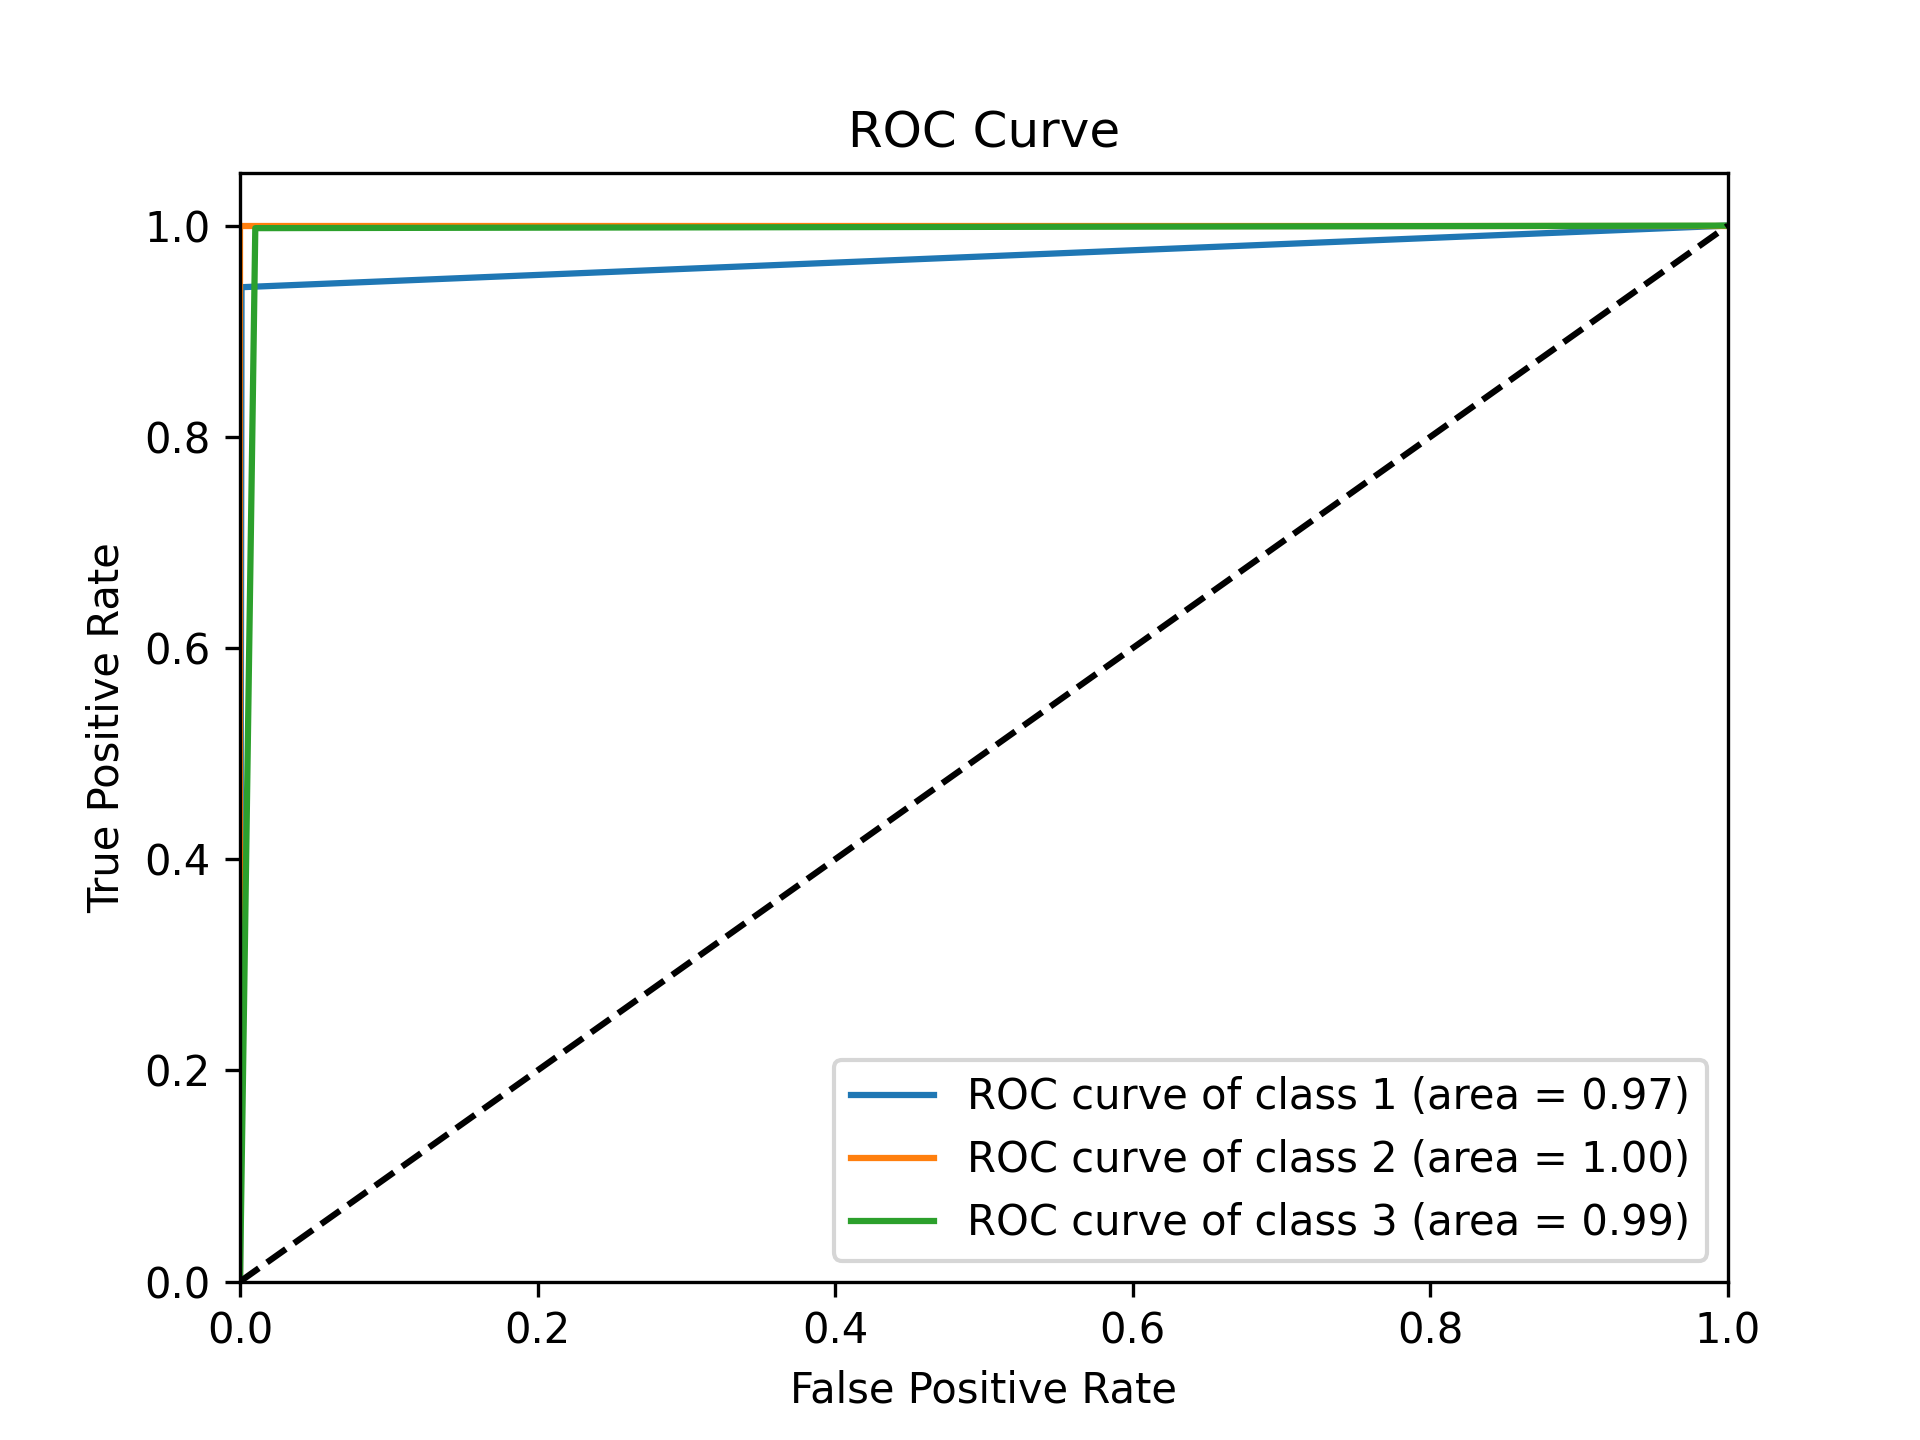 ROC Curve
True Positive Rate
1.0
0.8
0.6
0.4
0.2
0.0
ROC curve of class 1 (area = 0.97)
ROC curve of class 2 (area = 1.00)
ROC curve of class 3 (area = 0.99)
0.0 0.2 0.4 0.6 0.8 1.0
False Positive Rate